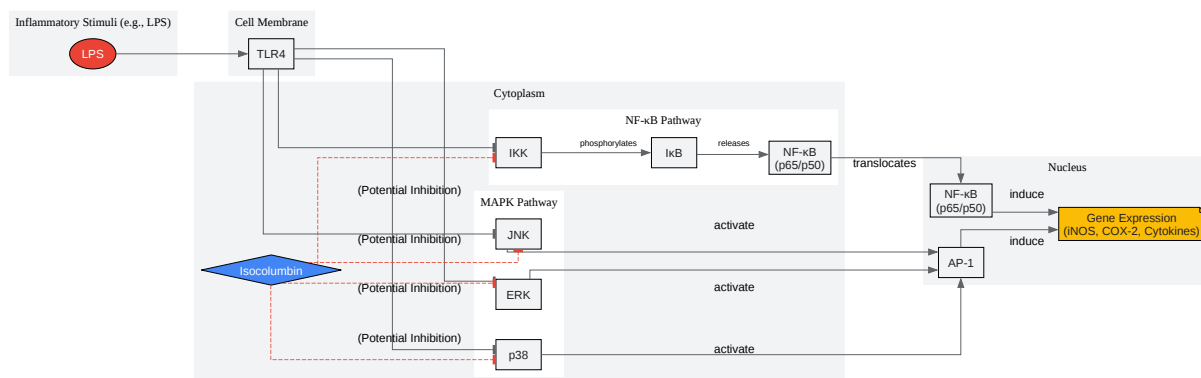 Inflammatory Stimuli (e.g., LPS)
LPS
Cell Membrane
TLR4
Cytoplasm
NF-κB Pathway
IKK
phosphorylates
IκB
releases
NF-κB
(p65/p50)
translocates
Nucleus
NF-κB
(p65/p50)
induce
Gene Expression
(iNOS, COX-2, Cytokines)
induce
AP-1
MAPK Pathway
JNK
activate
ERK
activate
p38
activate
Isocolumbin
(Potential Inhibition)
(Potential Inhibition)
(Potential Inhibition)
(Potential Inhibition)